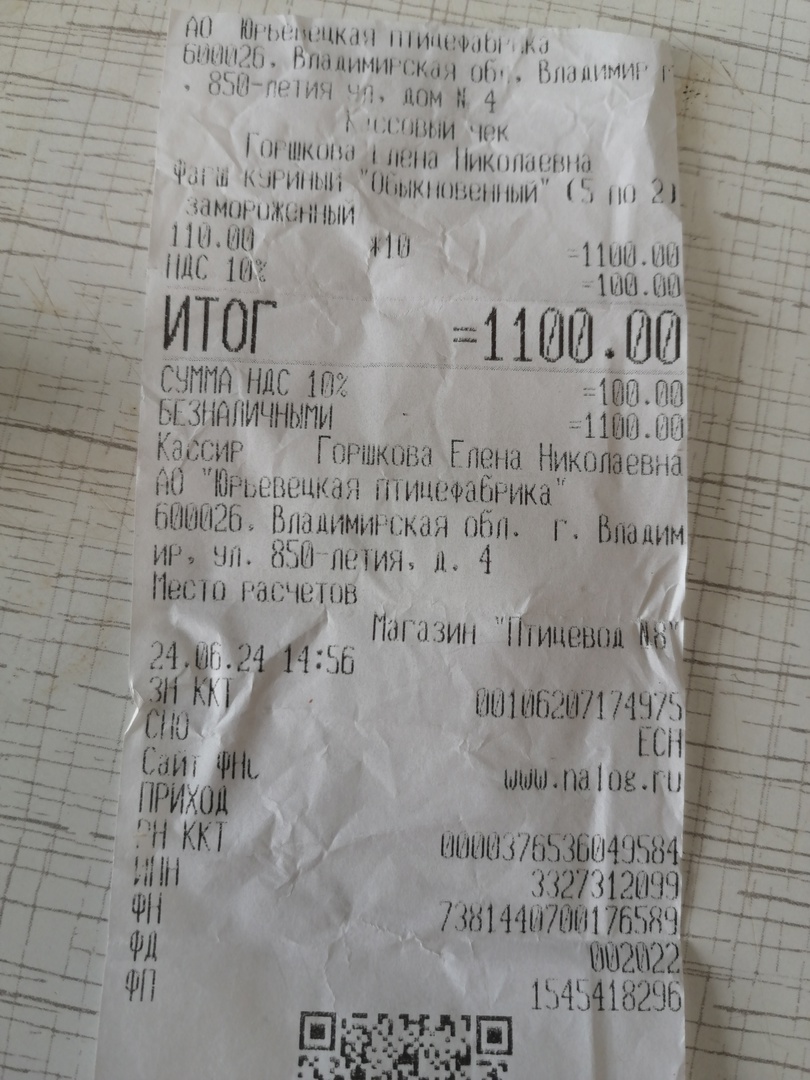 АО Юрьевецкая птицефабрика
600026, Владимирская обл, Владимир г
, 850-летия ул, дом № 4
Кассовый чек
Горшкова Елена Николаевна
Фарш куриный "Обыкновенный" (5 по 2)
замороженный
110.00 *10 =1100.00
НДС 10% =100.00
ИТОГ =1100.00
СУММА НДС 10% =100.00
БЕЗНАЛИЧНЫМИ =1100.00
Кассир Горшкова Елена Николаевна
АО "Юрьевецкая птицефабрика"
600026, Владимирская обл. г. Владим
ир, ул. 850-летия, д. 4
Место расчетов
Магазин "Птицевод №8"
24.06.24 14:56
ЗН ККТ 00106207174975
СНО ЕСН
Сайт ФНС www.nalog.ru
ПРИХОД
РН ККТ 0000376536049584
ИНН 3327312099
ФН 7381440700176589
ФД 002022
ФП 1545418296